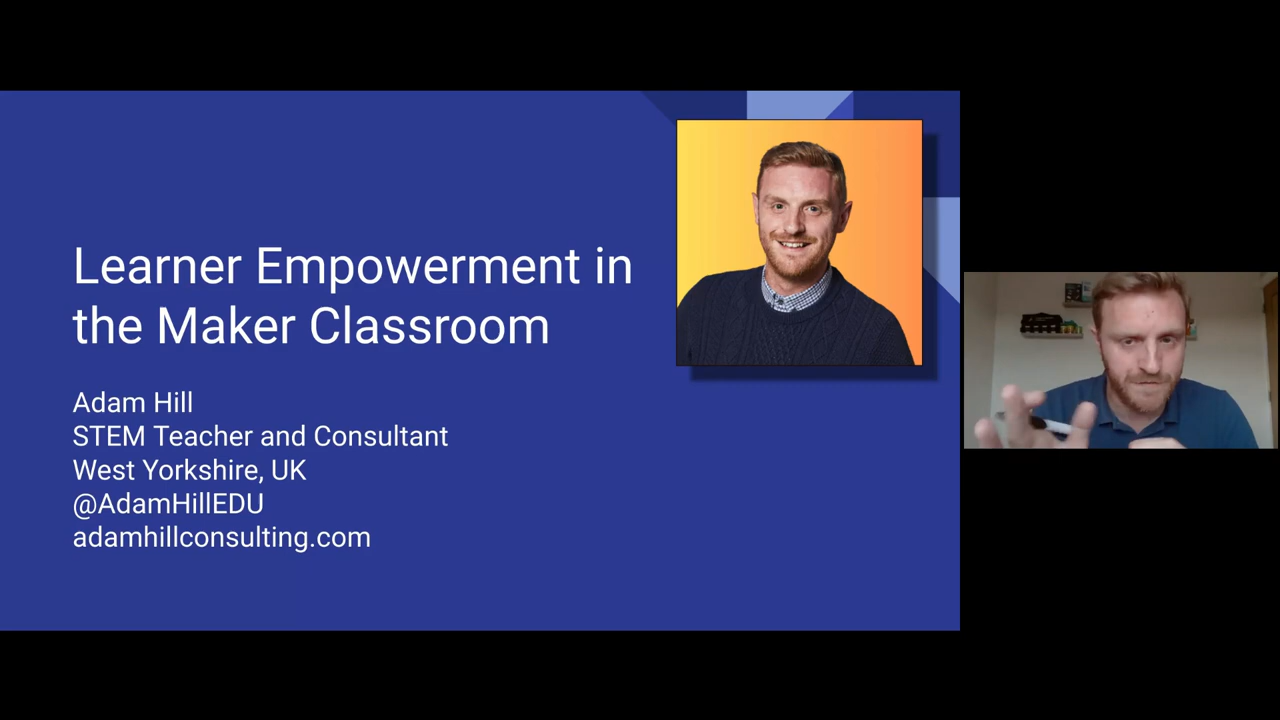 Learner Empowerment in
the Maker Classroom
Adam Hill
STEM Teacher and Consultant
West Yorkshire, UK
@AdamHillEDU
adamhillconsulting.com